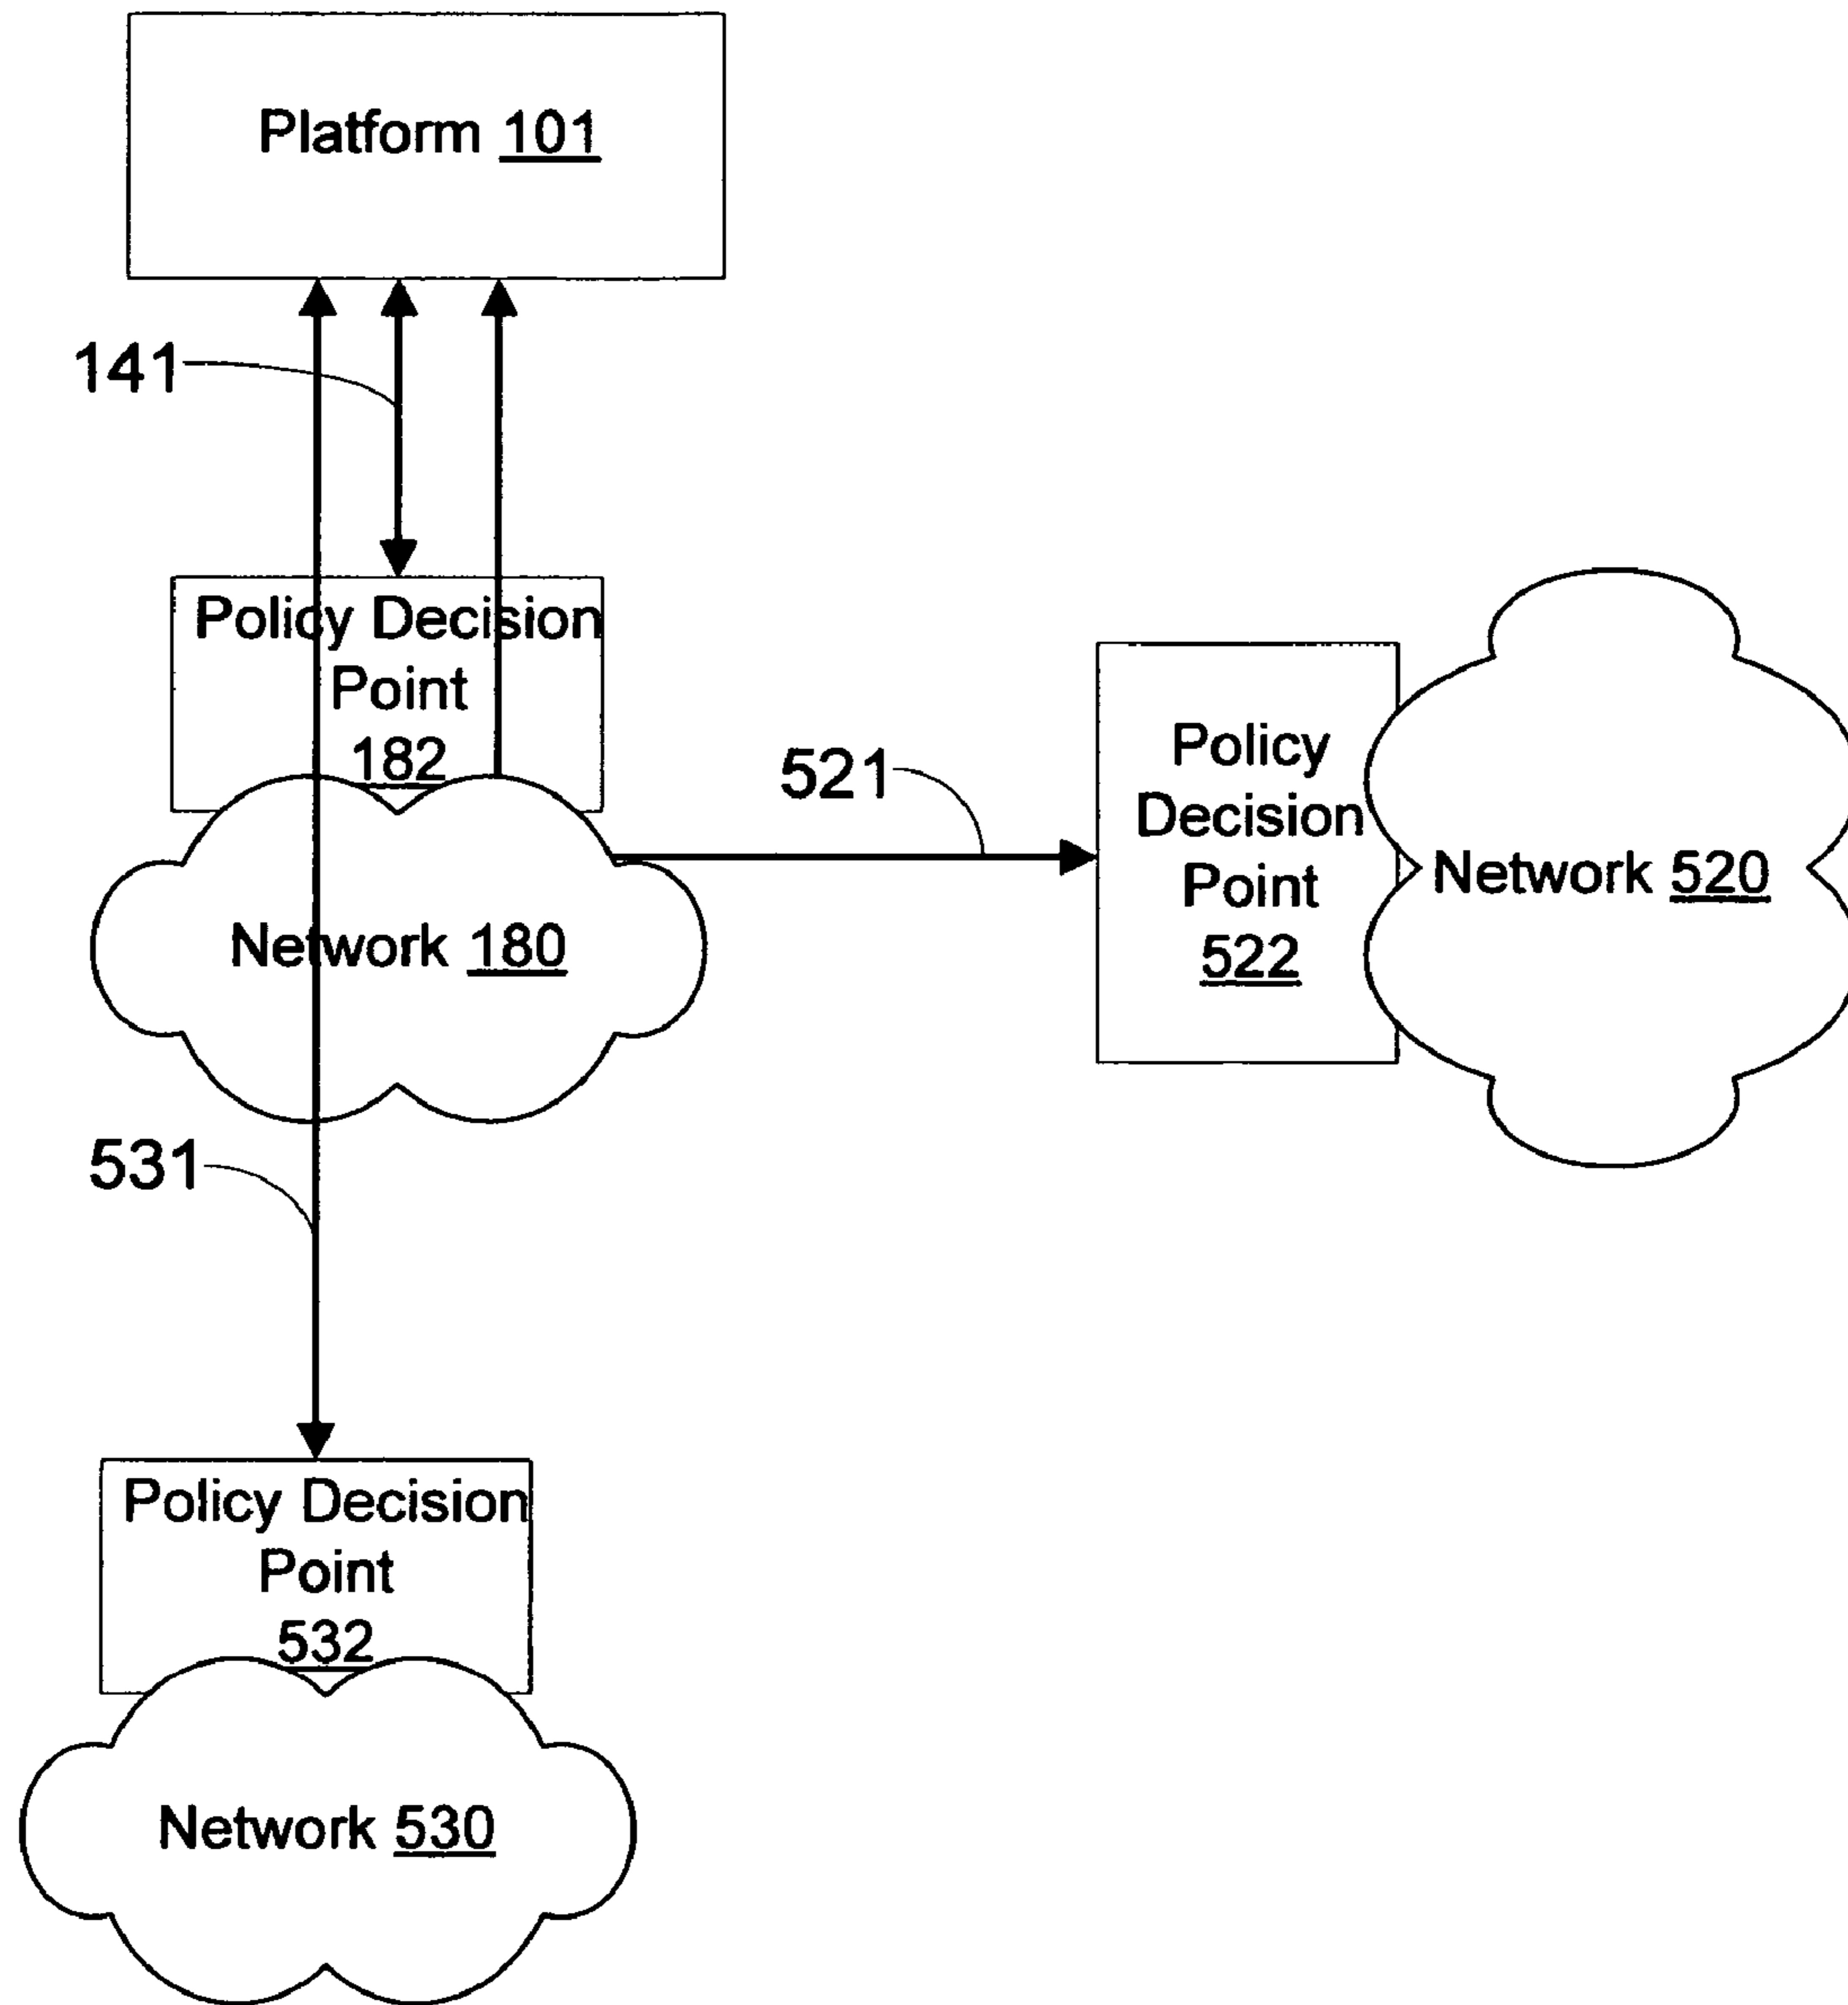 Platform 101
141
Policy Decision
Point
182
521
Policy
Decision
Point
522
Network 520
Network 180
531
Policy Decision
Point
532
Network 530